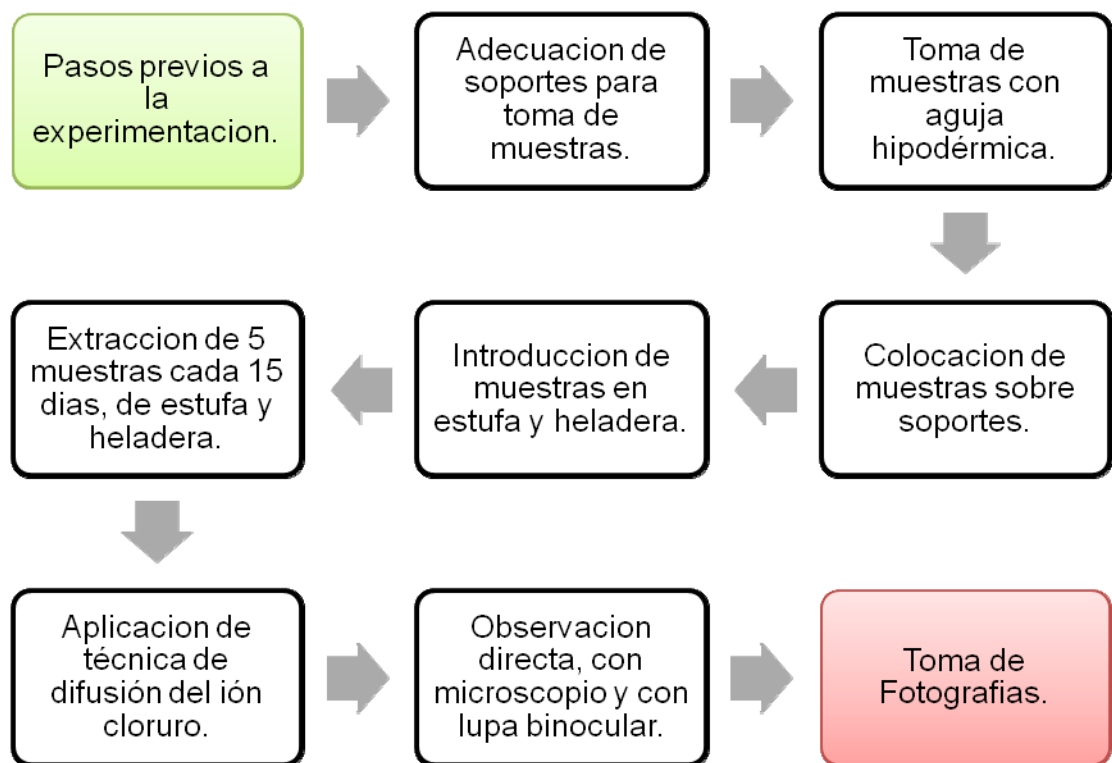 Pasos previos a
la
experimentacion.
Adecuacion de
soportes para
toma de
muestras.
Toma de
muestras con
aguja
hipodérmica.
Colocacion de
muestras sobre
soportes.
Introduccion de
muestras en
estufa y heladera.
Extraccion de 5
muestras cada 15
dias, de estufa y
heladera.
Aplicacion de
técnica de
difusión del ión
cloruro.
Observacion
directa, con
microscopio y con
lupa binocular.
Toma de
Fotografias.